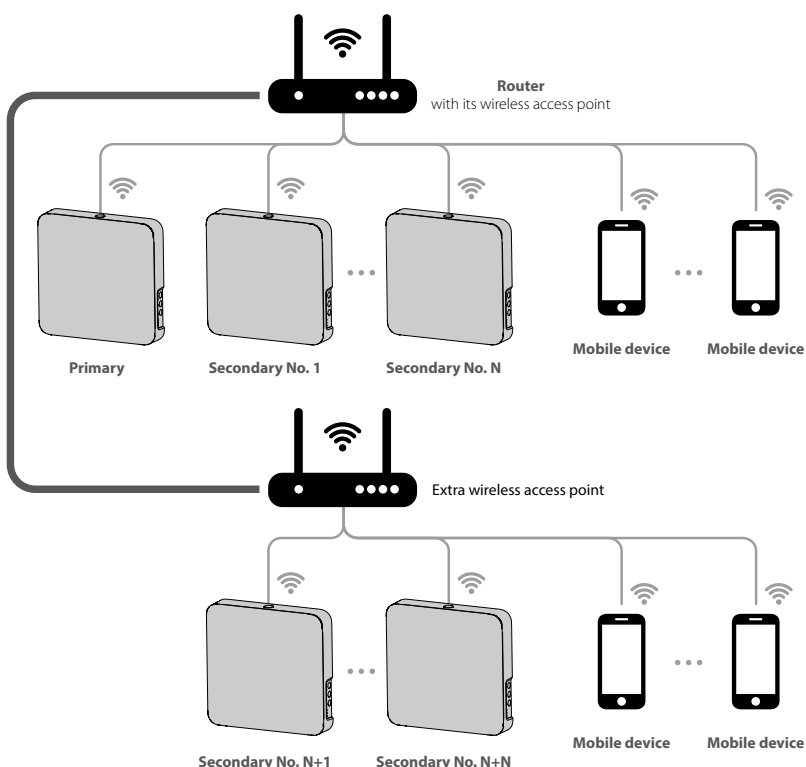 Router
with its wireless access point
Primary
Secondary No. 1
Secondary No. N
Mobile device
Mobile device
Extra wireless access point
Secondary No. N+1
Secondary No. N+N
Mobile device
Mobile device